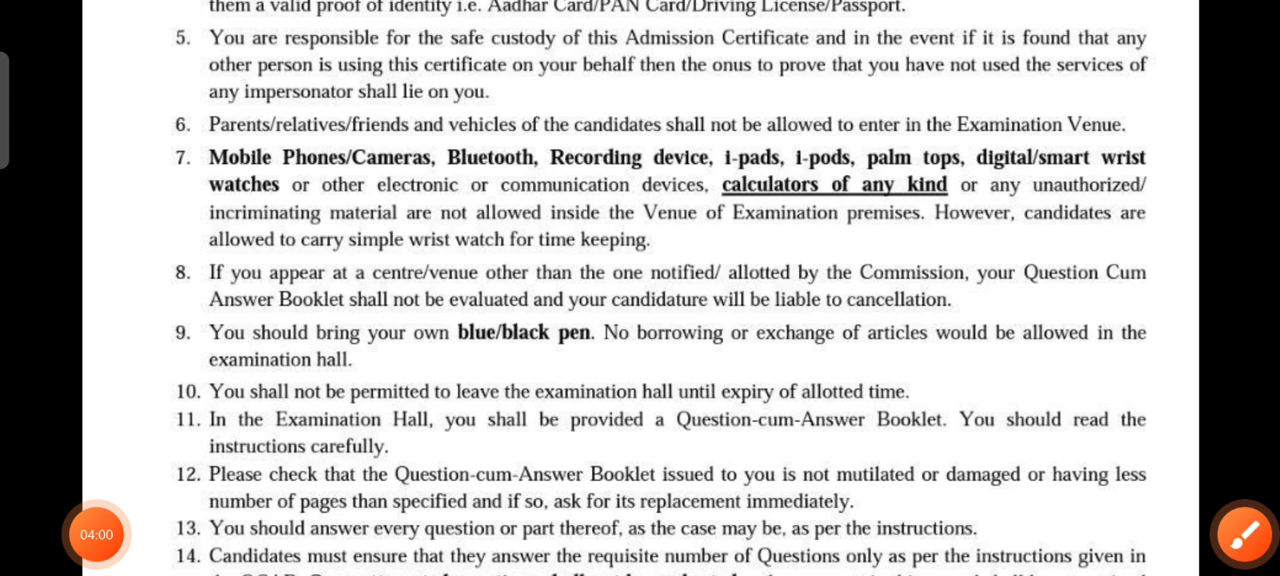 them a valid proof of identity i.e. Aadhar Card/PAN Card/Driving License/Passport.
5. You are responsible for the safe custody of this Admission Certificate and in the event if it is found that any
other person is using this certificate on your behalf then the onus to prove that you have not used the services of
any impersonator shall lie on you.
6. Parents/relatives/friends and vehicles of the candidates shall not be allowed to enter in the Examination Venue.
7. Mobile Phones/Cameras, Bluetooth, Recording device, i-pads, i-pods, palm tops, digital/smart wrist
watches or other electronic or communication devices, calculators of any kind or any unauthorized/
incriminating material are not allowed inside the Venue of Examination premises. However, candidates are
allowed to carry simple wrist watch for time keeping.
8. If you appear at a centre/venue other than the one notified/ allotted by the Commission, your Question Cum
Answer Booklet shall not be evaluated and your candidature will be liable to cancellation.
9. You should bring your own blue/black pen. No borrowing or exchange of articles would be allowed in the
examination hall.
10. You shall not be permitted to leave the examination hall until expiry of allotted time.
11. In the Examination Hall, you shall be provided a Question-cum-Answer Booklet. You should read the
instructions carefully.
12. Please check that the Question-cum-Answer Booklet issued to you is not mutilated or damaged or having less
number of pages than specified and if so, ask for its replacement immediately.
13. You should answer every question or part thereof, as the case may be, as per the instructions.
04:00
14. Candidates must ensure that they answer the requisite number of Questions only as per the instructions given in